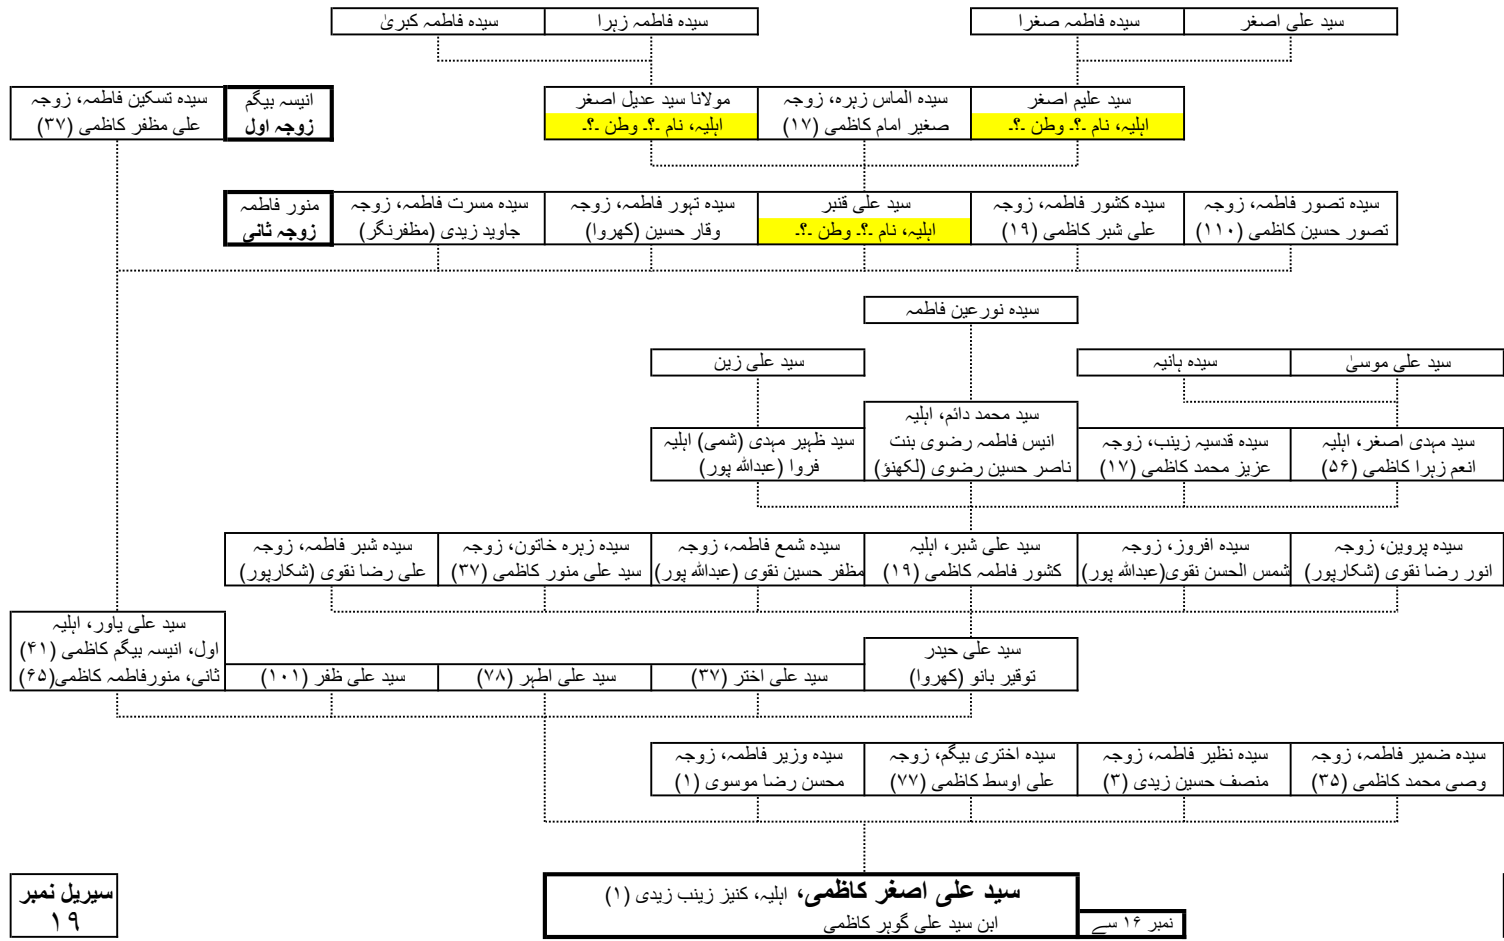 سید علی اصغر
سیدہ فاطمہ صغرا
سیدہ فاطمہ زہرا
سیدہ فاطمہ کبریٰ
سید علیم اصغر
اہلیہ، نام ۔؟۔ وطن ۔؟۔
سیدہ الماس زہرہ، زوجہ
صغیر امام کاظمی (۱۷)
مولانا سید عدیل اصغر
اہلیہ، نام ۔؟۔ وطن ۔؟۔
انیسہ بیگم
زوجہ اول
سیدہ تسکین فاطمہ، زوجہ
علی مظفر کاظمی (۳۷)
سیدہ تصور فاطمہ، زوجہ
تصور حسین کاظمی (۱۱۰)
سیدہ کشور فاطمہ، زوجہ
علی شبر کاظمی (۱۹)
سید علی قنبر
اہلیہ، نام ۔؟۔ وطن ۔؟۔
سیدہ تہور فاطمہ، زوجہ
وقار حسین (کھروا)
سیدہ مسرت فاطمہ، زوجہ
جاوید زیدی (مظفرنگر)
منور فاطمہ
زوجہ ثانی
سیدہ نورعین فاطمہ
سید علی موسیٰ
سیدہ ہانیہ
سید علی زین
سید مہدی اصغر، اہلیہ
انعم زہرا کاظمی (۵۶)
سیدہ قدسیہ زینب، زوجہ
عزیز محمد کاظمی (۱۷)
سید محمد دائم، اہلیہ
انیس فاطمہ رضوی بنت
ناصر حسین رضوی (لکھنؤ)
سید ظہیر مہدی (شمی) اہلیہ
فروا (عبداللہ پور)
سیدہ پروین، زوجہ
انور رضا نقوی (شکارپور)
سیدہ افروز، زوجہ
شمس الحسن نقوی(عبداللہ پور)
سید علی شبر، اہلیہ
کشور فاطمہ کاظمی (۱۹)
سیدہ شمع فاطمہ، زوجہ
مظفر حسین نقوی (عبداللہ پور)
سیدہ زہرہ خاتون، زوجہ
سید علی منور کاظمی (۳۷)
سیدہ شبر فاطمہ، زوجہ
علی رضا نقوی (شکارپور)
سید علی حیدر
توقیر بانو (کھروا)
سید علی اختر (۳۷)
سید علی اطہر (۷۸)
سید علی ظفر (۱۰۱)
سید علی یاور، اہلیہ
اول، انیسہ بیگم کاظمی (۴۱)
ثانی، منورفاطمہ کاظمی(۶۵)
سیدہ ضمیر فاطمہ، زوجہ
وصی محمد کاظمی (۳۵)
سیدہ نظیر فاطمہ، زوجہ
منصف حسین زیدی (۳)
سیدہ اختری بیگم، زوجہ
علی اوسط کاظمی (۷۷)
سیدہ وزیر فاطمہ، زوجہ
محسن رضا موسوی (۱)
نمبر ۱۶ سے
سید علی اصغر کاظمی، اہلیہ، کنیز زینب زیدی (۱)
ابن سید علی گوہر کاظمی
سیریل نمبر
۱۹